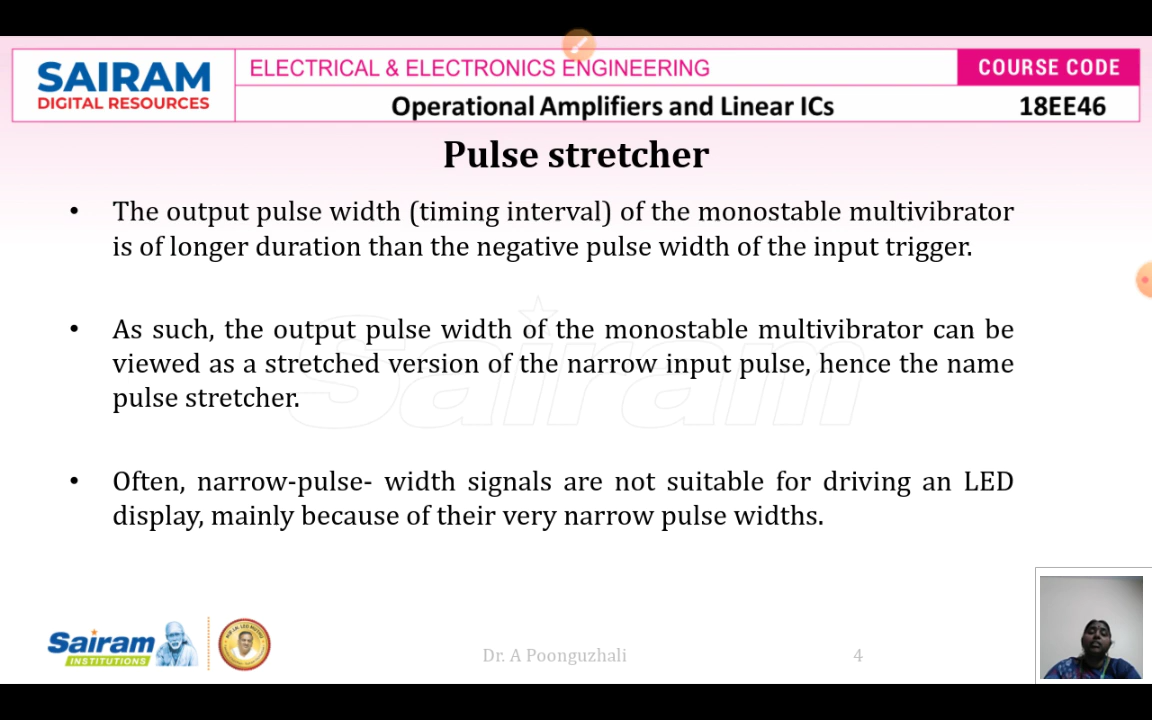 SAIRAM
DIGITAL RESOURCES
ELECTRICAL & ELECTRONICS ENGINEERING
COURSE CODE
Operational Amplifiers and Linear ICs
18EE46
Pulse stretcher
• The output pulse width (timing interval) of the monostable multivibrator
is of longer duration than the negative pulse width of the input trigger.
• As such, the output pulse width of the monostable multivibrator can be
viewed as a stretched version of the narrow input pulse, hence the name
pulse stretcher.
• Often, narrow-pulse- width signals are not suitable for driving an LED
display, mainly because of their very narrow pulse widths.
Sairam
Sairam
INSTITUTIONS
Dr. A Poonguzhali
4